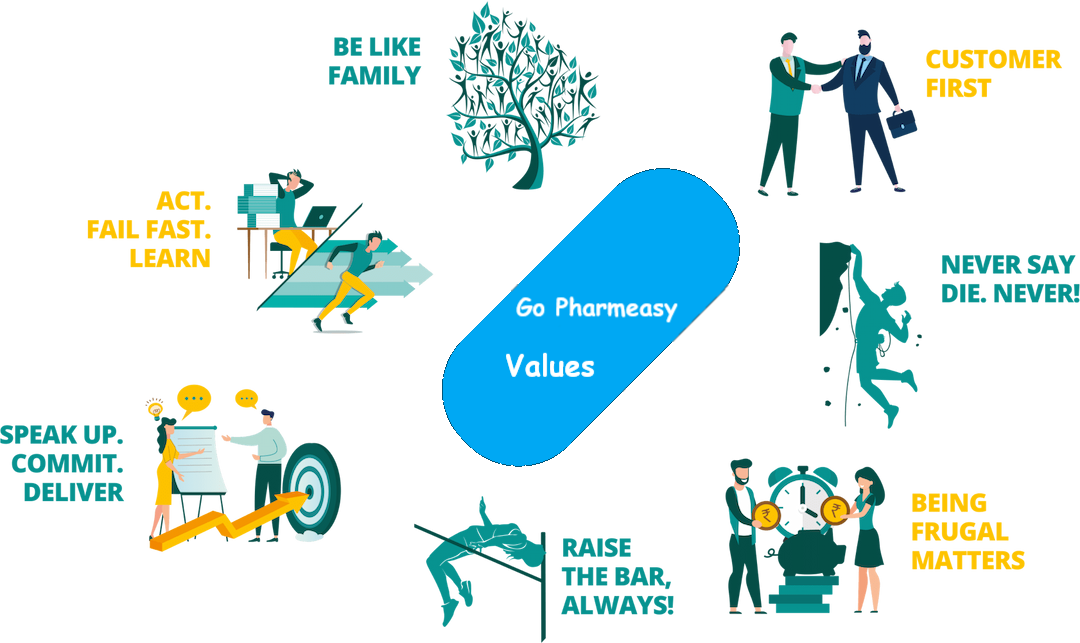 BE LIKE
FAMILY
CUSTOMER
FIRST
ACT.
FAIL FAST.
LEARN
NEVER SAY
DIE. NEVER!
Go Pharmeasy
Values
SPEAK UP.
COMMIT.
DELIVER
BEING
FRUGAL
MATTERS
RAISE
THE BAR,
ALWAYS!
₹
₹